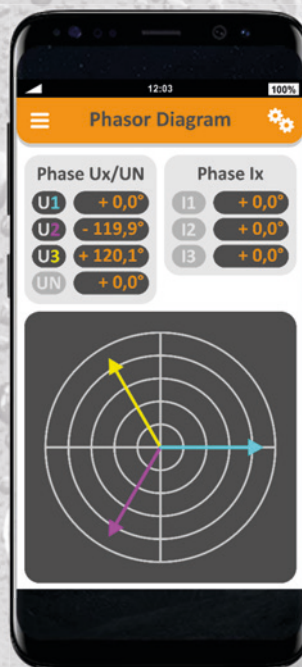 12:03
100%
Phasor Diagram
Phase Ux/UN
U1 + 0,0°
U2 - 119,9°
U3 + 120,1°
UN + 0,0°
Phase Ix
I1 + 0,0°
I2 + 0,0°
I3 + 0,0°